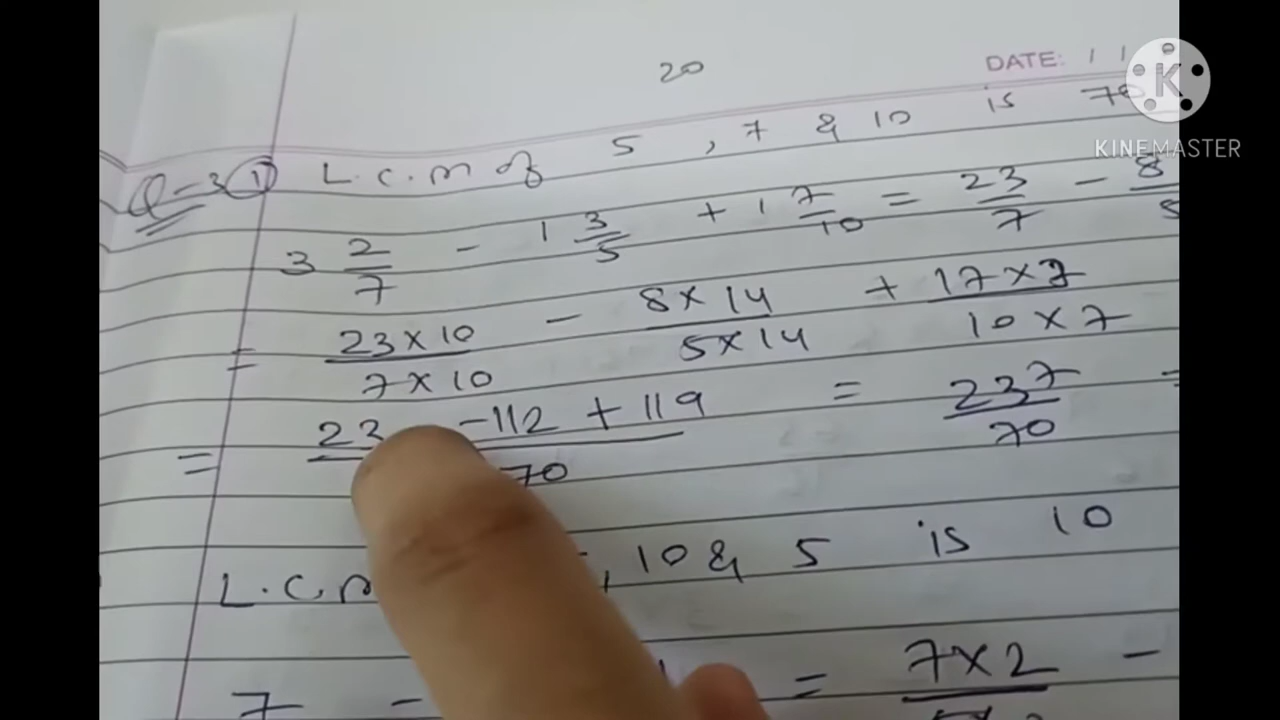 20
DATE: 11
KINEMASTER
Q-3 (1) L.C.M of 5, 7 & 10 is 70
3 2/7 - 1 3/5 + 1 7/10 = 23/7 - 8/5
= 23×10/7×10 - 8×14/5×14 + 17×7/10×7
= 23 -112 + 119/70 = 237/70 =
L.C.M , 10 & 5 is 10
7 - = 7×2 -